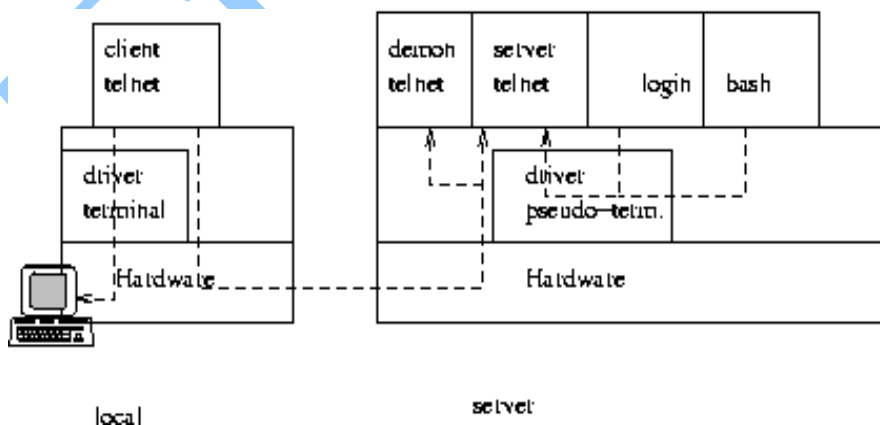 client
telnet
driver
terminal
Hardware
local
demon
telnet
server
telnet
login
bash
driver
pseudo-term.
Hardware
server